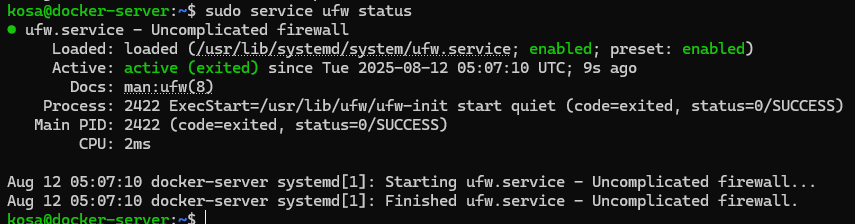 kosa@docker-server:~$ sudo service ufw status
● ufw.service - Uncomplicated firewall
     Loaded: loaded (/usr/lib/systemd/system/ufw.service; enabled; preset: enabled)
     Active: active (exited) since Tue 2025-08-12 05:07:10 UTC; 9s ago
       Docs: man:ufw(8)
    Process: 2422 ExecStart=/usr/lib/ufw/ufw-init start quiet (code=exited, status=0/SUCCESS)
   Main PID: 2422 (code=exited, status=0/SUCCESS)
        CPU: 2ms

Aug 12 05:07:10 docker-server systemd[1]: Starting ufw.service - Uncomplicated firewall...
Aug 12 05:07:10 docker-server systemd[1]: Finished ufw.service - Uncomplicated firewall.
kosa@docker-server:~$